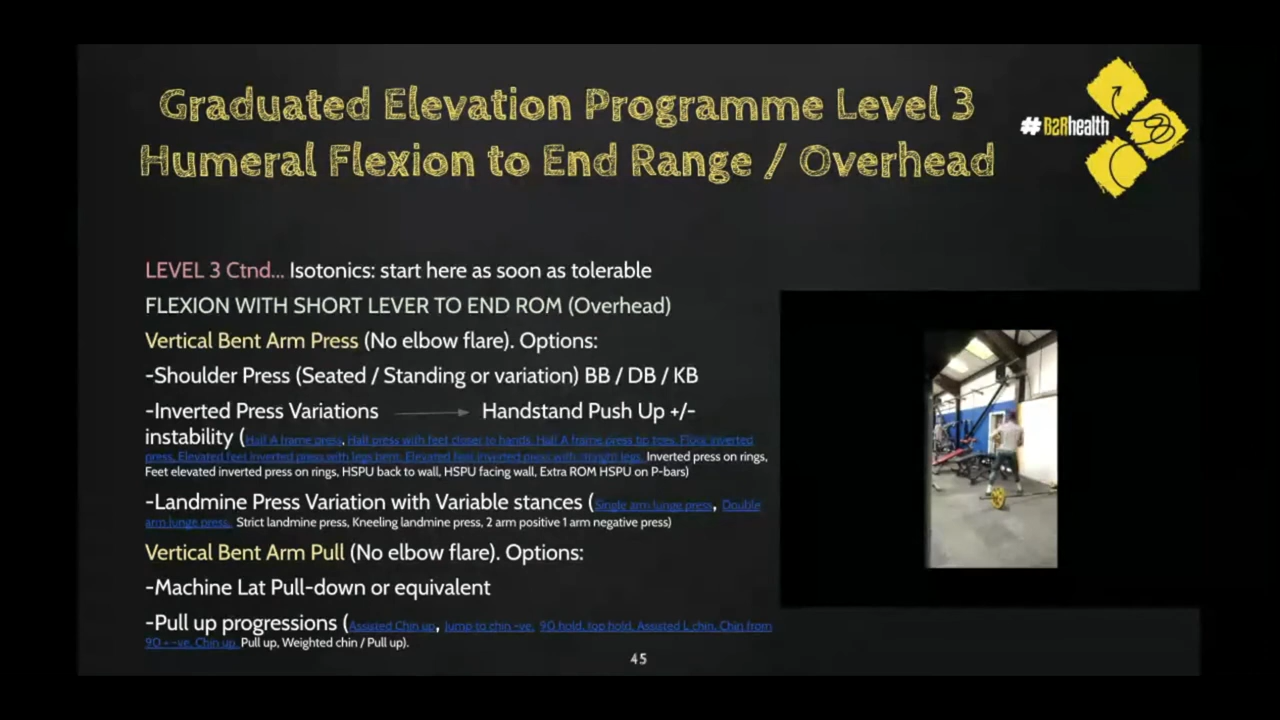 Graduated Elevation Programme Level 3
Humeral Flexion to End Range / Overhead
#B2Rhealth
LEVEL 3 Ctnd... Isotonics: start here as soon as tolerable
FLEXION WITH SHORT LEVER TO END ROM (Overhead)
Vertical Bent Arm Press (No elbow flare). Options:
-Shoulder Press (Seated / Standing or variation) BB / DB / KB
-Inverted Press Variations Handstand Push Up +/-
instability (Half A frame press, Half press with feet closer to hands, Half A frame press tip toes, Floor inverted
press, Elevated feet inverted press with legs bent, Elevated feet inverted press with straight legs, Inverted press on rings,
Feet elevated inverted press on rings, HSPU back to wall, HSPU facing wall, Extra ROM HSPU on P-bars)
-Landmine Press Variation with Variable stances (Single arm lunge press, Double
arm lunge press, Strict landmine press, Kneeling landmine press, 2 arm positive 1 arm negative press)
Vertical Bent Arm Pull (No elbow flare). Options:
-Machine Lat Pull-down or equivalent
-Pull up progressions (Assisted Chin up, Jump to chin -ve, 90 hold, top hold, Assisted L chin, Chin from
90 + -ve, Chin up, Pull up, Weighted chin / Pull up).
45